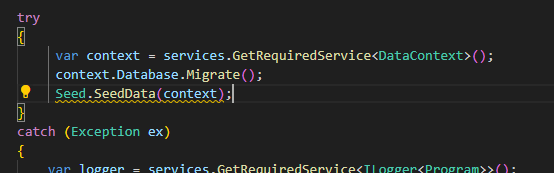 try
{
var context = services.GetRequiredService<DataContext>();
context.Database.Migrate();
Seed.SeedData(context);
}
catch (Exception ex)
{
var logger = services.GetRequiredService<ILogger<Program>>();